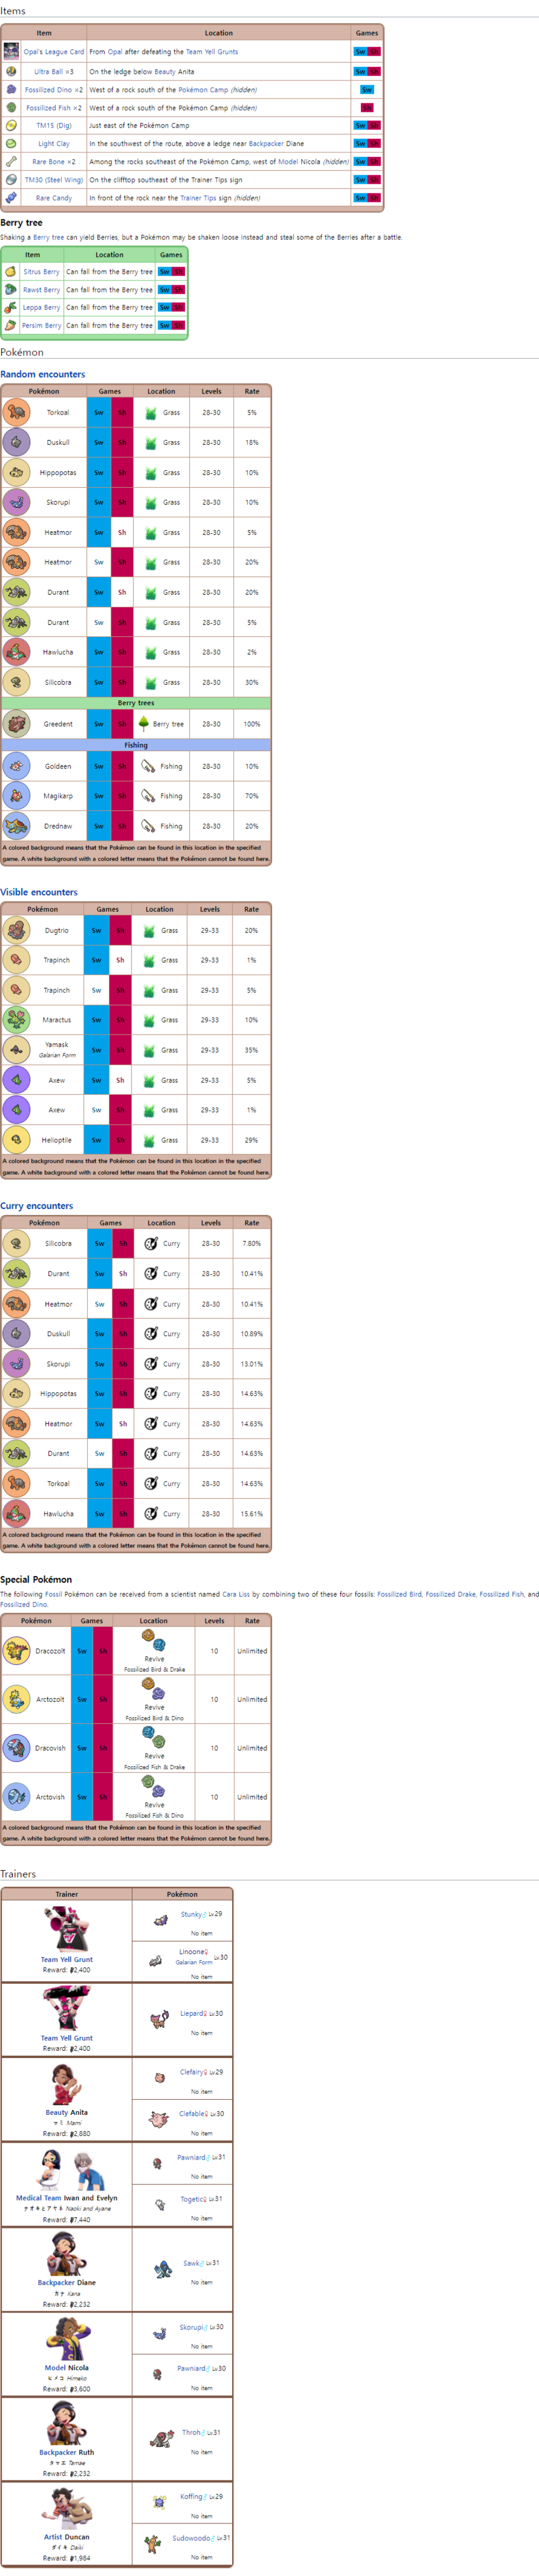 Items
Item Location Games
Opal's League Card From Opal after defeating the Team Yell Grunts Sw Sh
Ultra Ball ×3 On the ledge below Beauty Anita Sw Sh
Fossilized Dino ×2 West of a rock south of the Pokémon Camp (hidden) Sw
Fossilized Fish ×2 West of a rock south of the Pokémon Camp (hidden) Sh
TM15 (Dig) Just east of the Pokémon Camp Sw Sh
Light Clay In the southwest of the route, above a ledge near Backpacker Diane Sw Sh
Rare Bone ×2 Among the rocks southeast of the Pokémon Camp, west of Model Nicola (hidden) Sw Sh
TM30 (Steel Wing) On the clifftop southeast of the Trainer Tips sign Sw Sh
Rare Candy In front of the rock near the Trainer Tips sign (hidden) Sw Sh
Berry tree
Shaking a Berry tree can yield Berries, but a Pokémon may be shaken loose instead and steal some of the Berries after a battle.
Item Location Games
Sitrus Berry Can fall from the Berry tree Sw Sh
Rawst Berry Can fall from the Berry tree Sw Sh
Leppa Berry Can fall from the Berry tree Sw Sh
Persim Berry Can fall from the Berry tree Sw Sh
Pokémon
Random encounters
Pokémon Games Location Levels Rate
Torkoal Sw Sh Grass 28-30 5%
Duskull Sw Sh Grass 28-30 18%
Hippopotas Sw Sh Grass 28-30 10%
Skorupi Sw Sh Grass 28-30 10%
Heatmor Sw Sh Grass 28-30 5%
Heatmor Sw Sh Grass 28-30 20%
Durant Sw Sh Grass 28-30 20%
Durant Sw Sh Grass 28-30 5%
Hawlucha Sw Sh Grass 28-30 2%
Silicobra Sw Sh Grass 28-30 30%
Berry trees
Greedent Sw Sh Berry tree 28-30 100%
Fishing
Goldeen Sw Sh Fishing 28-30 10%
Magikarp Sw Sh Fishing 28-30 70%
Drednaw Sw Sh Fishing 28-30 20%
A colored background means that the Pokémon can be found in this location in the specified
game. A white background with a colored letter means that the Pokémon cannot be found here.
Visible encounters
Pokémon Games Location Levels Rate
Dugtrio Sw Sh Grass 29-33 20%
Trapinch Sw Sh Grass 29-33 1%
Trapinch Sw Sh Grass 29-33 5%
Maractus Sw Sh Grass 29-33 10%
Yamask
Galarian Form Sw Sh Grass 29-33 35%
Axew Sw Sh Grass 29-33 5%
Axew Sw Sh Grass 29-33 1%
Helioptile Sw Sh Grass 29-33 29%
A colored background means that the Pokémon can be found in this location in the specified
game. A white background with a colored letter means that the Pokémon cannot be found here.
Curry encounters
Pokémon Games Location Levels Rate
Silicobra Sw Sh Curry 28-30 7.80%
Durant Sw Sh Curry 28-30 10.41%
Heatmor Sw Sh Curry 28-30 10.41%
Duskull Sw Sh Curry 28-30 10.89%
Skorupi Sw Sh Curry 28-30 13.01%
Hippopotas Sw Sh Curry 28-30 14.63%
Heatmor Sw Sh Curry 28-30 14.63%
Durant Sw Sh Curry 28-30 14.63%
Torkoal Sw Sh Curry 28-30 14.63%
Hawlucha Sw Sh Curry 28-30 15.61%
A colored background means that the Pokémon can be found in this location in the specified
game. A white background with a colored letter means that the Pokémon cannot be found here.
Special Pokémon
The following Fossil Pokémon can be received from a scientist named Cara Liss by combining two of these four fossils: Fossilized Bird, Fossilized Drake, Fossilized Fish, and
Fossilized Dino.
Pokémon Games Location Levels Rate
Dracozolt Sw Sh Revive 10 Unlimited
Fossilized Bird & Drake
Arctozolt Sw Sh Revive 10 Unlimited
Fossilized Bird & Dino
Dracovish Sw Sh Revive 10 Unlimited
Fossilized Fish & Drake
Arctovish Sw Sh Revive 10 Unlimited
Fossilized Fish & Dino
A colored background means that the Pokémon can be found in this location in the specified
game. A white background with a colored letter means that the Pokémon cannot be found here.
Trainers
Trainer Pokémon
Team Yell Grunt
Reward: 2,400
Stunky♂ Lv.29
No item
Linoone♀ Lv.30
Galarian Form
No item
Team Yell Grunt
Reward: 2,400
Liepard♀ Lv.30
No item
Beauty Anita
マミ Mami
Reward: 2,880
Clefairy♀ Lv.29
No item
Clefable♀ Lv.30
No item
Medical Team Iwan and Evelyn
ナオキとアヤネ Naoki and Ayane
Reward: 7,440
Pawniard♂ Lv.31
No item
Togetic♀ Lv.31
No item
Backpacker Diane
カナ Kana
Reward: 2,232
Sawk♂ Lv.31
No item
Model Nicola
ヒメコ Himeko
Reward: 3,600
Skorupi♂ Lv.30
No item
Pawniard♂ Lv.30
No item
Backpacker Ruth
タマエ Tamae
Reward: 2,232
Throh♂ Lv.31
No item
Artist Duncan
ダイキ Daiki
Reward: 1,984
Koffing♂ Lv.29
No item
Sudowoodo♂ Lv.31
No item